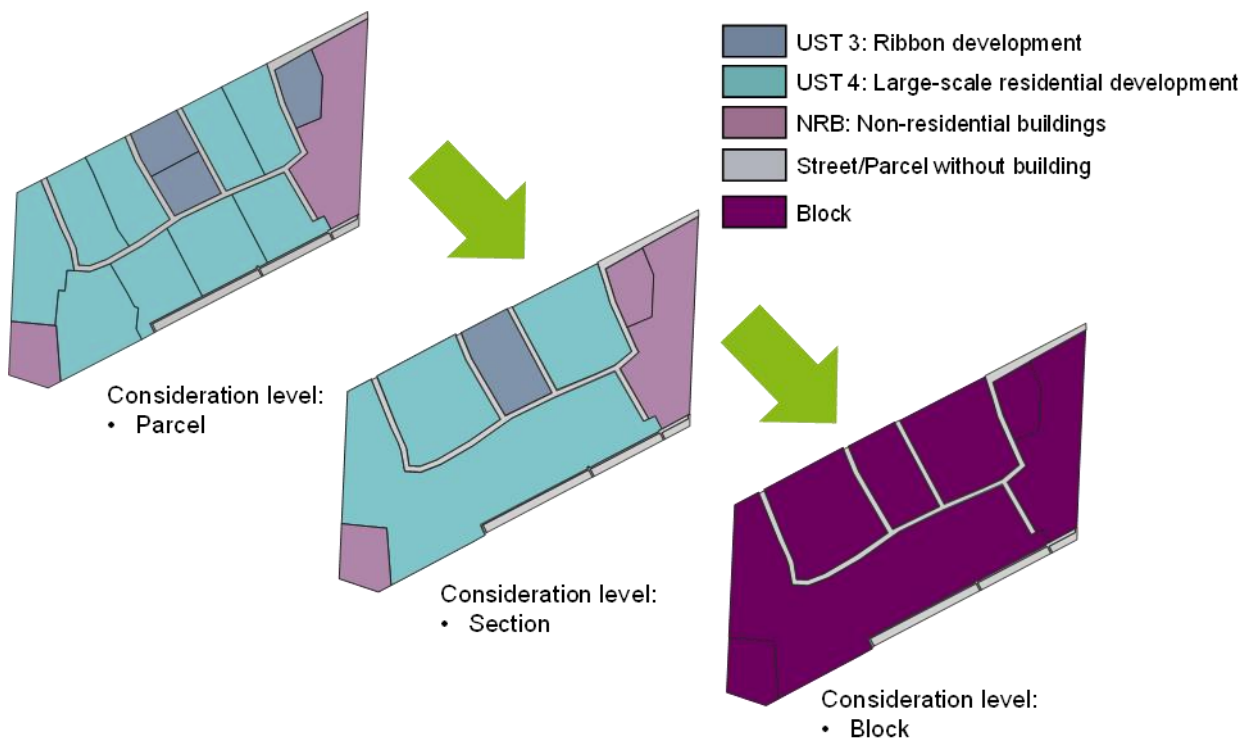 UST 3: Ribbon development
UST 4: Large-scale residential development
NRB: Non-residential buildings
Street/Parcel without building
Block
Consideration level:
• Parcel
Consideration level:
• Section
Consideration level:
• Block